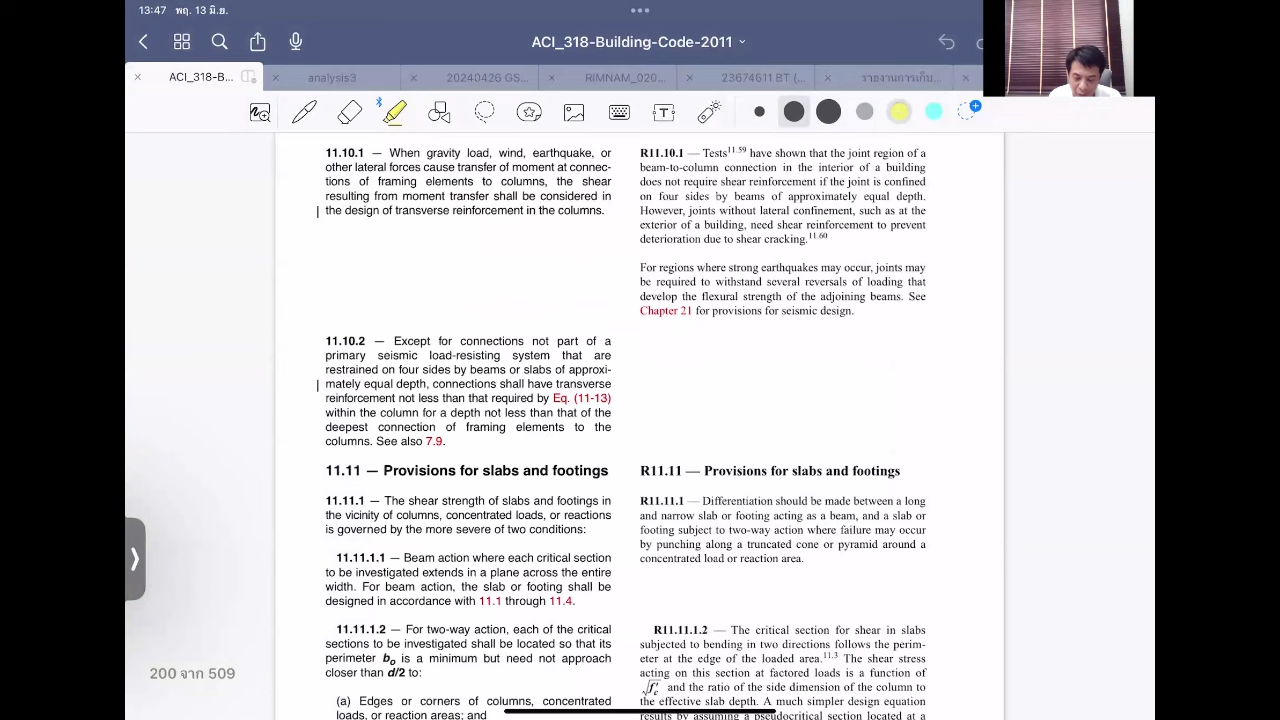 13:47 พฤ. 13 มิ.ย.
ACI_318-Building-Code-2011
ACI_318-B...
analysis
20240426 GS...
RIMNAM_020...
23674611 BT (...
รายงานการเก็บ...
11.10.1 — When gravity load, wind, earthquake, or
other lateral forces cause transfer of moment at connec-
tions of framing elements to columns, the shear
resulting from moment transfer shall be considered in
the design of transverse reinforcement in the columns.
11.10.2 — Except for connections not part of a
primary seismic load-resisting system that are
restrained on four sides by beams or slabs of approxi-
mately equal depth, connections shall have transverse
reinforcement not less than that required by Eq. (11-13)
within the column for a depth not less than that of the
deepest connection of framing elements to the
columns. See also 7.9.
11.11 — Provisions for slabs and footings
11.11.1 — The shear strength of slabs and footings in
the vicinity of columns, concentrated loads, or reactions
is governed by the more severe of two conditions:
11.11.1.1 — Beam action where each critical section
to be investigated extends in a plane across the entire
width. For beam action, the slab or footing shall be
designed in accordance with 11.1 through 11.4.
11.11.1.2 — For two-way action, each of the critical
sections to be investigated shall be located so that its
perimeter bo is a minimum but need not approach
closer than d/2 to:
(a) Edges or corners of columns, concentrated
loads, or reaction areas; and
R11.10.1 — Tests11.59 have shown that the joint region of a
beam-to-column connection in the interior of a building
does not require shear reinforcement if the joint is confined
on four sides by beams of approximately equal depth.
However, joints without lateral confinement, such as at the
exterior of a building, need shear reinforcement to prevent
deterioration due to shear cracking.11.60
For regions where strong earthquakes may occur, joints may
be required to withstand several reversals of loading that
develop the flexural strength of the adjoining beams. See
Chapter 21 for provisions for seismic design.
R11.11 — Provisions for slabs and footings
R11.11.1 — Differentiation should be made between a long
and narrow slab or footing acting as a beam, and a slab or
footing subject to two-way action where failure may occur
by punching along a truncated cone or pyramid around a
concentrated load or reaction area.
R11.11.1.2 — The critical section for shear in slabs
subjected to bending in two directions follows the perim-
eter at the edge of the loaded area.11.3 The shear stress
acting on this section at factored loads is a function of
√f′c and the ratio of the side dimension of the column to
the effective slab depth. A much simpler design equation
results by assuming a pseudocritical section located at a
200 จาก 509